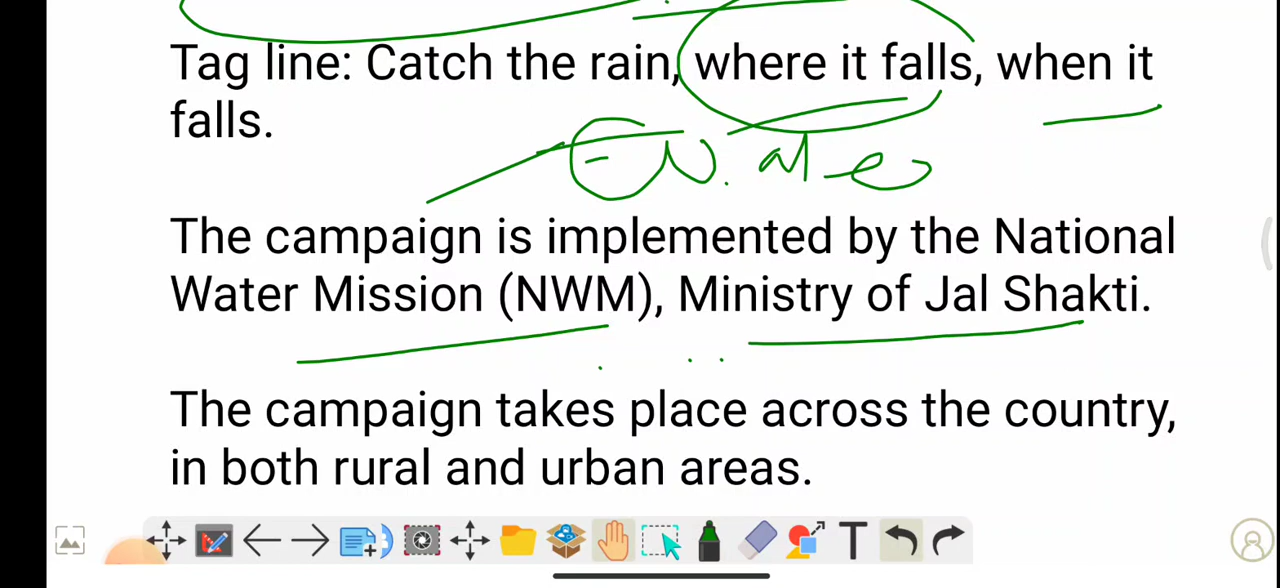 Tag line: Catch the rain, where it falls, when it
falls.
The campaign is implemented by the National
Water Mission (NWM), Ministry of Jal Shakti.
The campaign takes place across the country,
in both rural and urban areas.
T